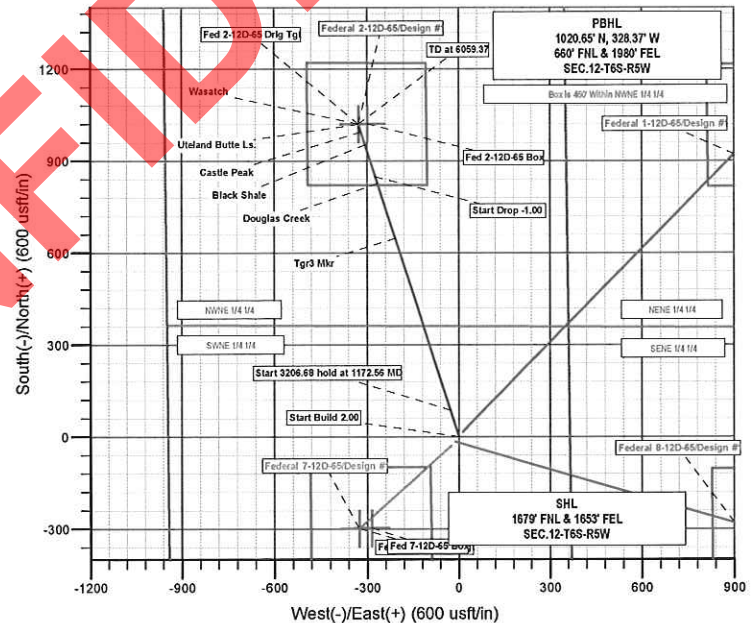 PBHL
1020.65' N, 328.37' W
660' FNL & 1980' FEL
SEC.12-T6S-R5W
Box is 460' Within NWNE 1/4 1/4
Fed 2-12D-65 Drlg Tgt
Federal 2-12D-65/Design #
TD at 6059.37
Wasatch
Uteland Butte Ls.
Castle Peak
Black Shale
Douglas Creek
Tgr3 Mkr
Fed 2-12D-65 Box
Federal 1-12D-65/Design #
Start Drop -1.00
NWNE 1/4 1/4
SWNE 1/4 1/4
NENE 1/4 1/4
SENE 1/4 1/4
Start 3206.68 hold at 1172.56 MD
Start Build 2.00
Federal 7-12D-65/Design #
Federal 8-12D-65/Design #
Fed 7-12D-65 Box
SHL
1679' FNL & 1653' FEL
SEC.12-T6S-R5W
South(-)/North(+) (600 usft/in)
1200
900
600
300
0
-300
-1200 -900 -600 -300 0 300 600 900
West(-)/East(+) (600 usft/in)